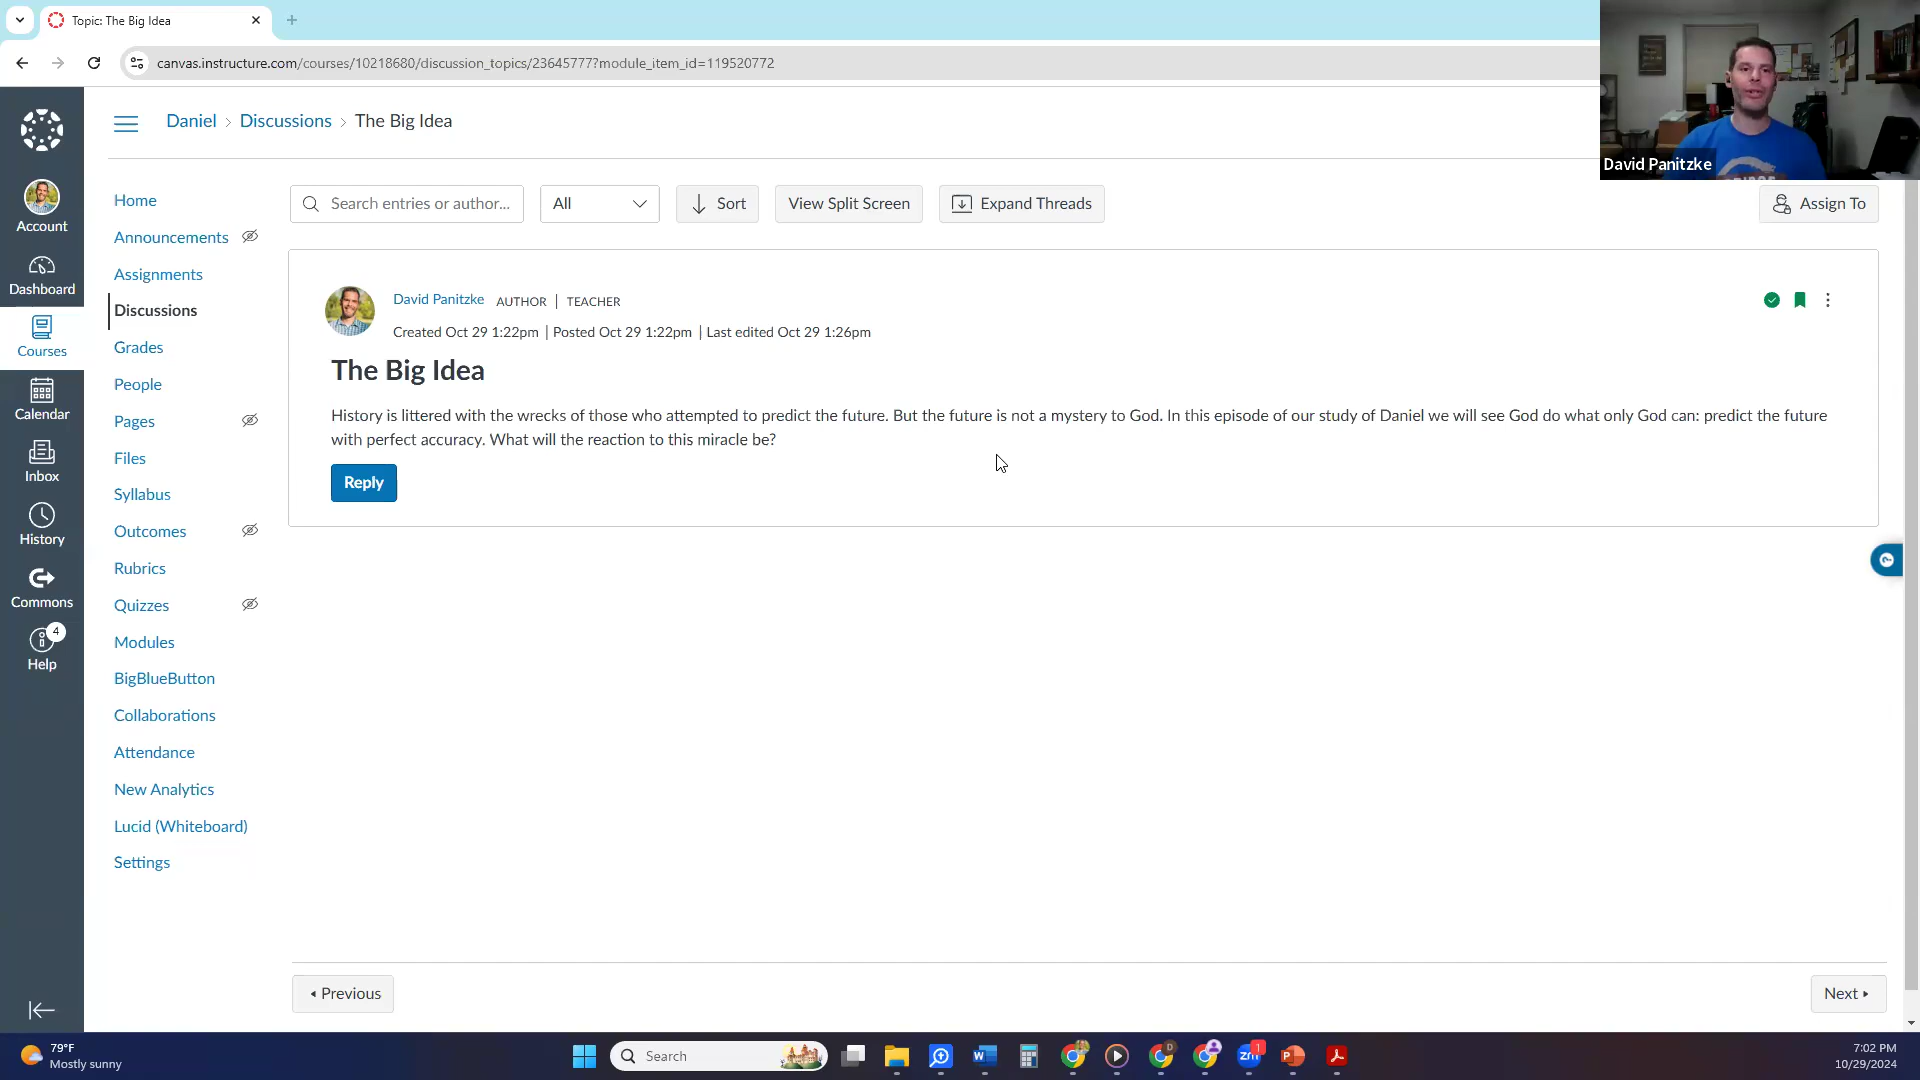 Topic: The Big Idea
canvas.instructure.com/courses/10218680/discussion_topics/23645777?module_item_id=119520772
David Panitzke
Daniel > Discussions > The Big Idea
Account
Dashboard
Courses
Calendar
Inbox
History
Commons
4
Help
Home
Announcements
Assignments
Discussions
Grades
People
Pages
Files
Syllabus
Outcomes
Rubrics
Quizzes
Modules
BigBlueButton
Collaborations
Attendance
New Analytics
Lucid (Whiteboard)
Settings
Search entries or author...
All
Sort
View Split Screen
Expand Threads
Assign To
David Panitzke AUTHOR | TEACHER
Created Oct 29 1:22pm | Posted Oct 29 1:22pm | Last edited Oct 29 1:26pm
The Big Idea
History is littered with the wrecks of those who attempted to predict the future. But the future is not a mystery to God. In this episode of our study of Daniel we will see God do what only God can: predict the future
with perfect accuracy. What will the reaction to this miracle be?
Reply
Previous
Next
79°F
Mostly sunny
Search
W
D
zm
1
P
7:02 PM
10/29/2024